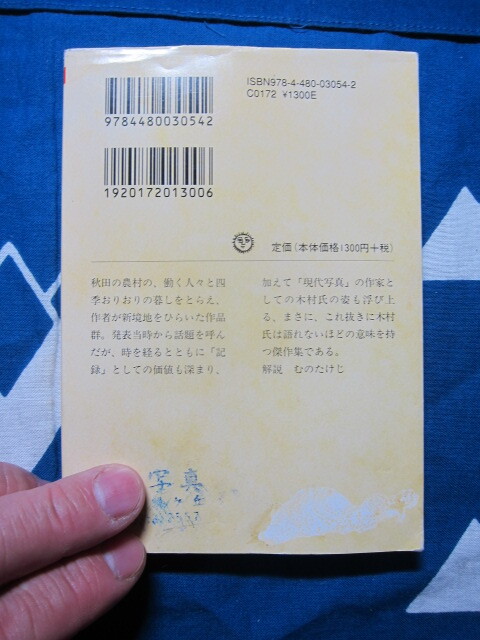 ISBN978-4-480-03054-2
C0172 ¥1300E
9784480030542
1920172013006
定価(本体価格1300円+税)
秋田の農村の、働く人々と四
季おりおりの暮しをとらえ、
作者が新境地をひらいた作品
群。発表当時から話題を呼ん
だが、時を経るとともに「記
録」としての価値も深まり、
加えて「現代写真」の作家と
しての木村氏の姿も浮び上
る、まさに、これ抜きに木村
氏は語れないほどの意味を持
つ傑作集である。
解説 むのたけじ
写真